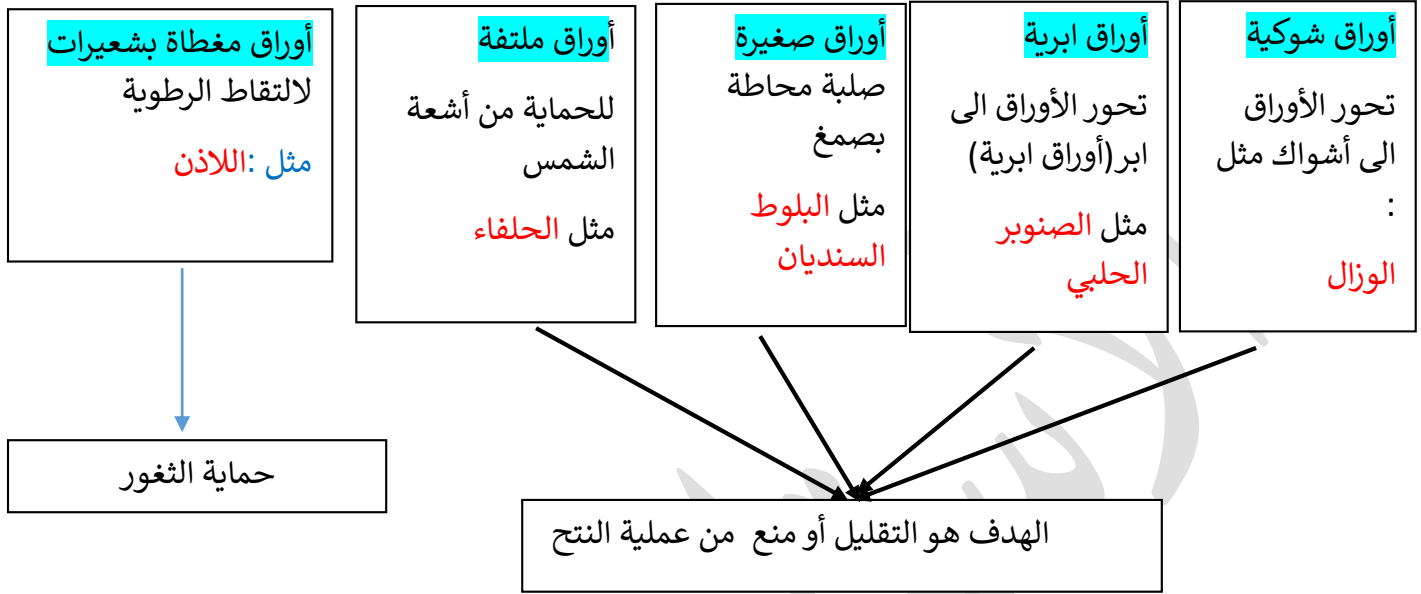 أوراق شوكية
تحور الأوراق
الى أشواك مثل
:
الوزال
أوراق ابرية
تحور الأوراق الى
ابر(أوراق ابرية)
مثل الصنوبر
الحلبي
أوراق صغيرة
صلبة محاطة
بصمغ
مثل البلوط
السنديان
أوراق ملتفة
للحماية من أشعة
الشمس
مثل الحلفاء
أوراق مغطاة بشعيرات
لالتقاط الرطوبة
مثل :اللاذن
حماية الثغور
الهدف هو التقليل أو منع من عملية النتح